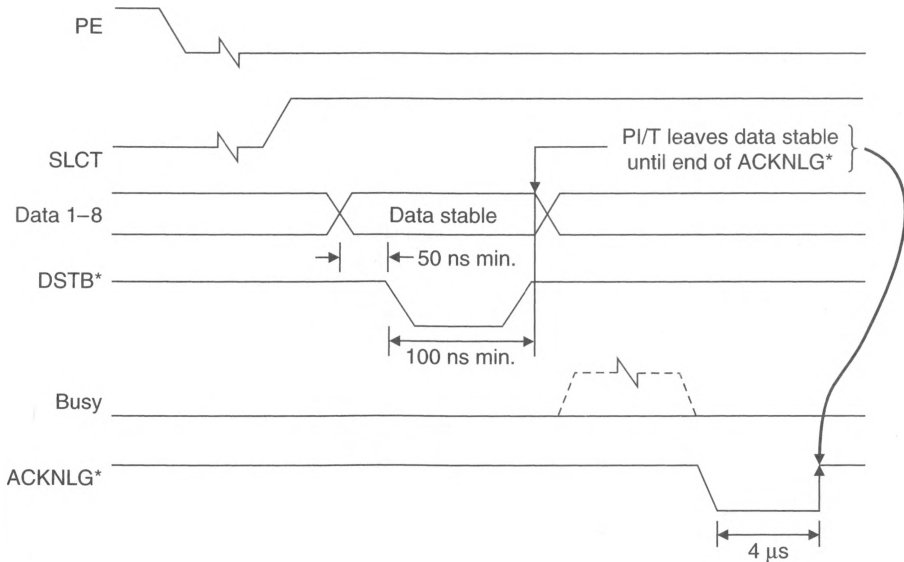 PE
SLCT
PI/T leaves data stable
until end of ACKNLG*
Data 1–8
Data stable
50 ns min.
DSTB*
100 ns min.
Busy
ACKNLG*
4 μs